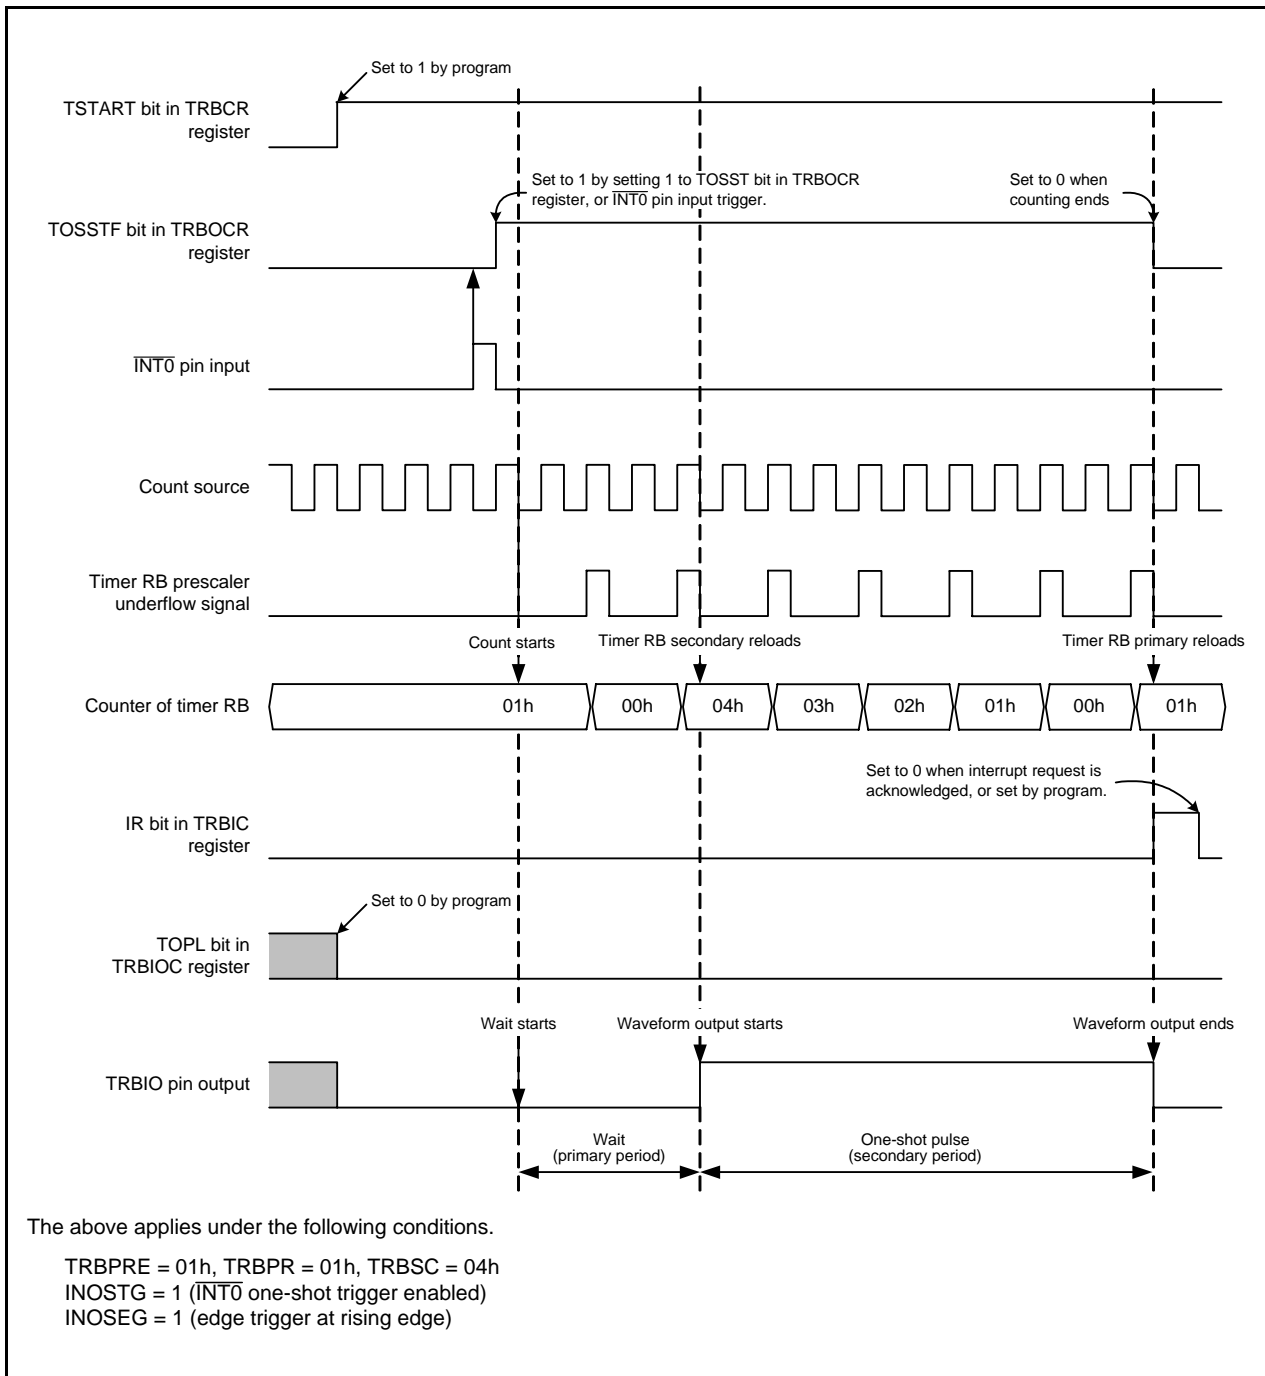 Set to 1 by program
TSTART bit in TRBCR
register
Set to 1 by setting 1 to TOSST bit in TRBOCR
register, or INT0 pin input trigger.
Set to 0 when
counting ends
TOSSTF bit in TRBOCR
register
INT0 pin input
Count source
Timer RB prescaler
underflow signal
Count starts
Timer RB secondary reloads
Timer RB primary reloads
Counter of timer RB
01h
00h
04h
03h
02h
01h
00h
01h
Set to 0 when interrupt request is
acknowledged, or set by program.
IR bit in TRBIC
register
Set to 0 by program
TOPL bit in
TRBIOC register
Wait starts
Waveform output starts
Waveform output ends
TRBIO pin output
Wait
(primary period)
One-shot pulse
(secondary period)
The above applies under the following conditions.
TRBPRE = 01h, TRBPR = 01h, TRBSC = 04h
INOSTG = 1 (INT0 one-shot trigger enabled)
INOSEG = 1 (edge trigger at rising edge)